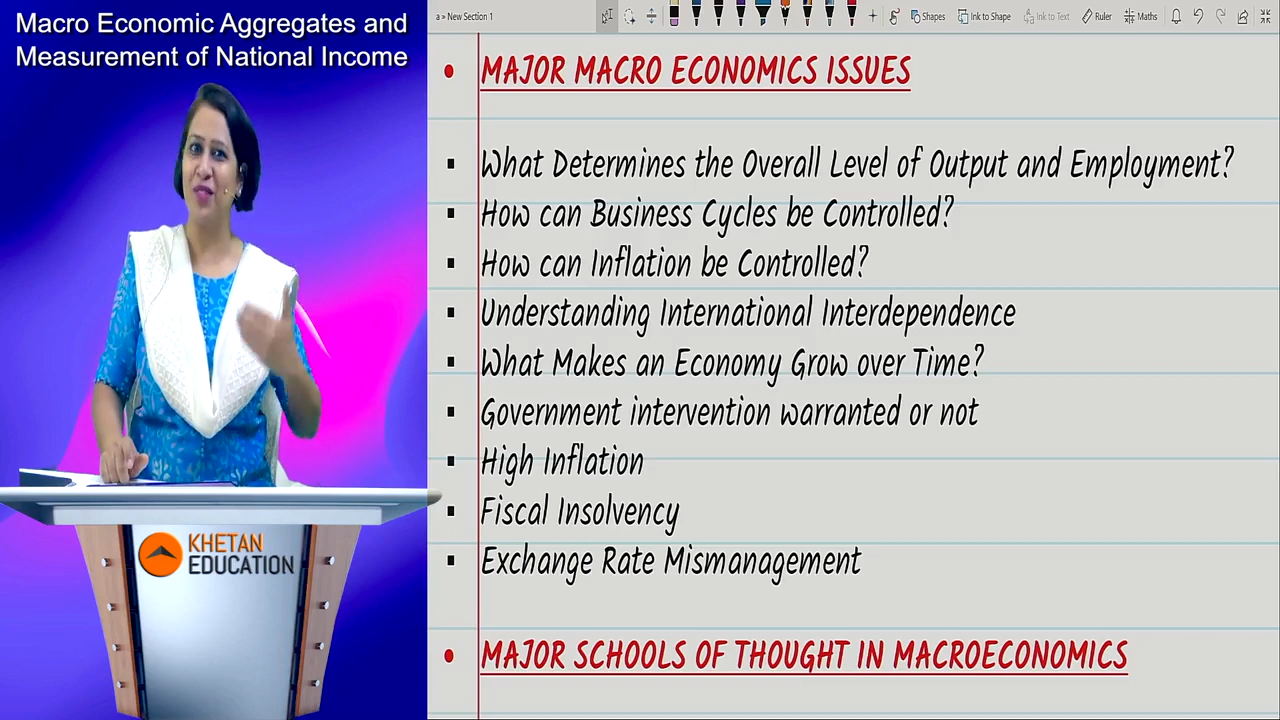 Macro Economic Aggregates and
Measurement of National Income
a » New Section 1
Shapes
Ink to Shape
Ink to Text
Ruler
Maths
• MAJOR MACRO ECONOMICS ISSUES
▪ What Determines the Overall Level of Output and Employment?
▪ How can Business Cycles be Controlled?
▪ How can Inflation be Controlled?
▪ Understanding International Interdependence
▪ What Makes an Economy Grow over Time?
▪ Government intervention warranted or not
▪ High Inflation
▪ Fiscal Insolvency
▪ Exchange Rate Mismanagement
• MAJOR SCHOOLS OF THOUGHT IN MACROECONOMICS
KHETAN
EDUCATION